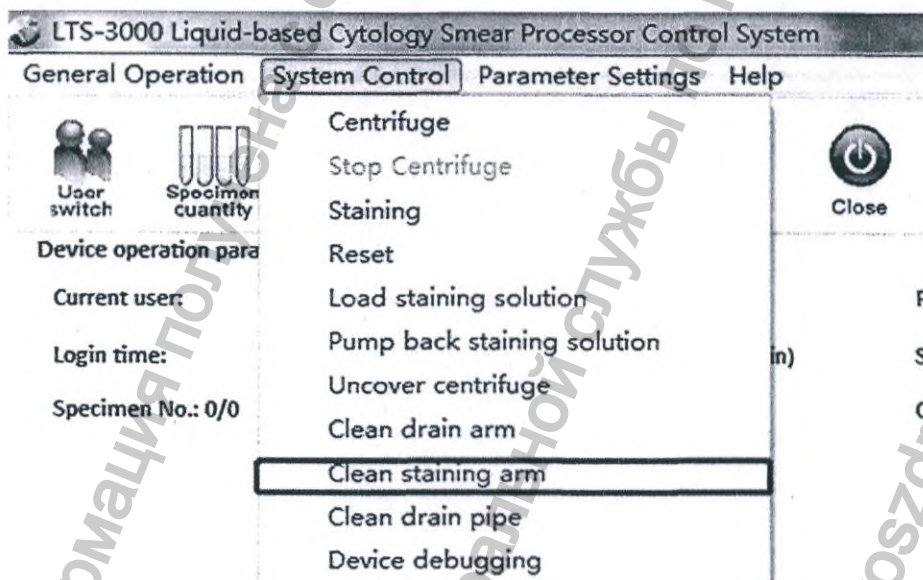 LTS-3000 Liquid-based Cytology Smear Processor Control System
General Operation System Control Parameter Settings Help
User switch
Specimen cuantity
Close
Centrifuge
Stop Centrifuge
Staining
Reset
Load staining solution
Pump back staining solution
Uncover centrifuge
Clean drain arm
Clean staining arm
Clean drain pipe
Device debugging
Device operation para
Current user:
Login time:
in)
Specimen No.: 0/0